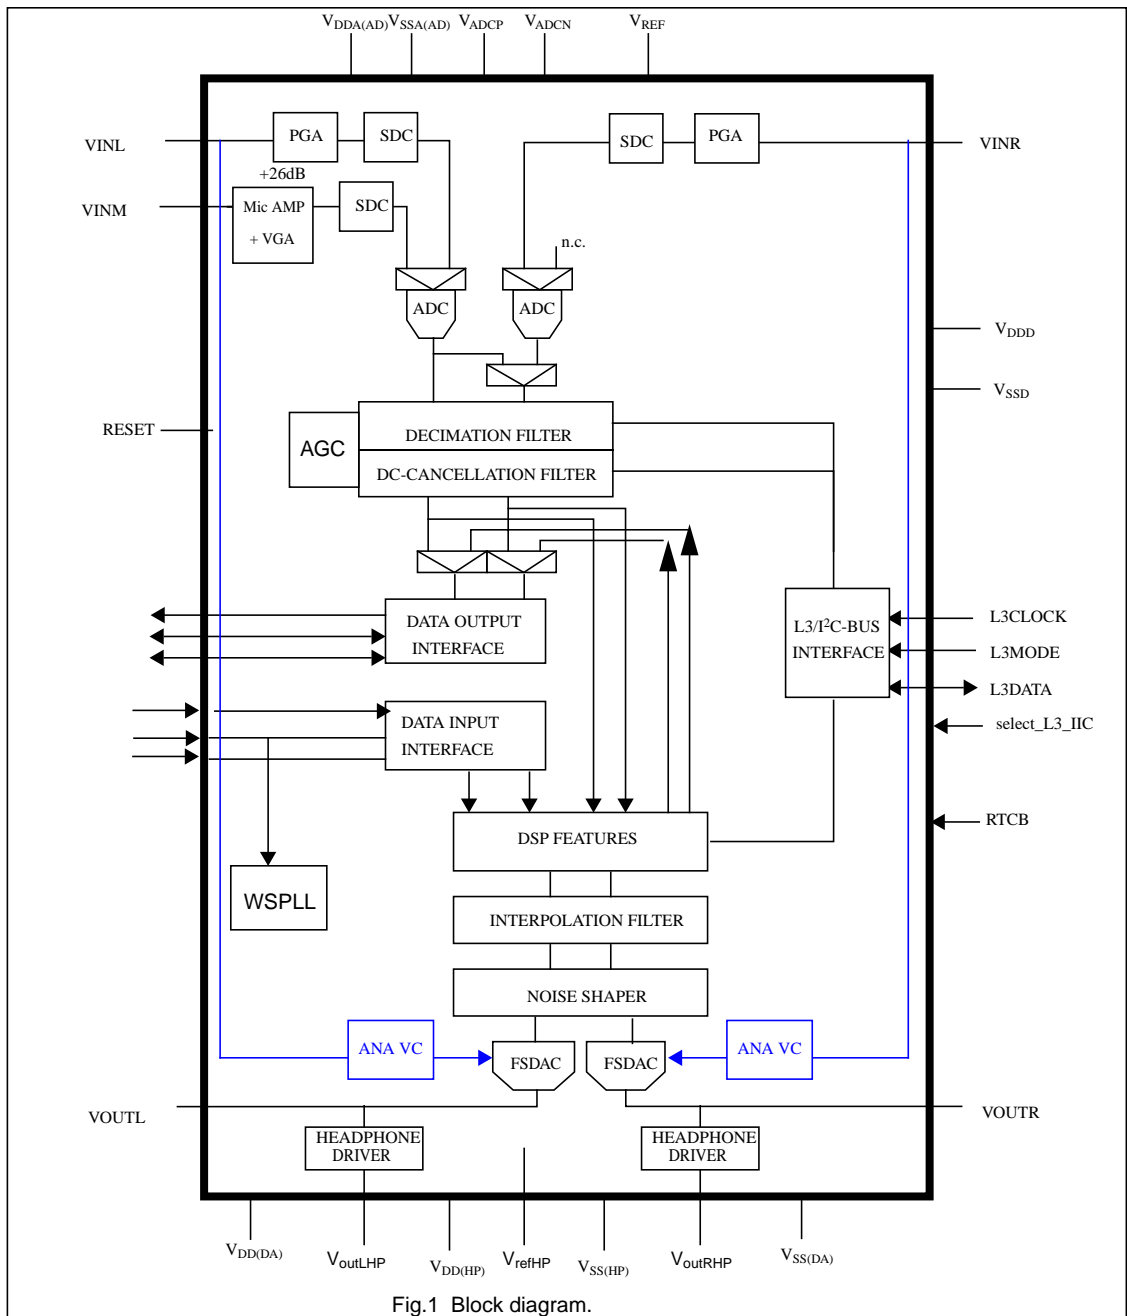 VDDA(AD) VSSA(AD) VADCP VADCN VREF
PGA SDC SDC PGA
VINL VINR
+26dB
VINM Mic AMP SDC
+ VGA n.c.
ADC ADC
VDDD
VSSD
RESET
AGC DECIMATION FILTER
DC-CANCELLATION FILTER
DATA OUTPUT
INTERFACE
L3/I²C-BUS
INTERFACE
L3CLOCK
L3MODE
L3DATA
select_L3_IIC
DATA INPUT
INTERFACE
RTCB
DSP FEATURES
WSPLL
INTERPOLATION FILTER
NOISE SHAPER
ANA VC FSDAC FSDAC ANA VC
VOUTL VOUTR
HEADPHONE
DRIVER
HEADPHONE
DRIVER
VDD(DA) VoutLHP VDD(HP) VrefHP VSS(HP) VoutRHP VSS(DA)
Fig.1 Block diagram.